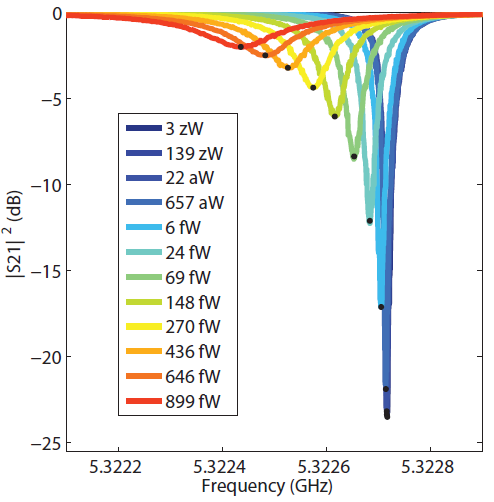 0
−5
−10
−15
−20
−25
|S21| 2 (dB)
3 zW
139 zW
22 aW
657 aW
6 fW
24 fW
69 fW
148 fW
270 fW
436 fW
646 fW
899 fW
5.3222 5.3224 5.3226 5.3228
Frequency (GHz)